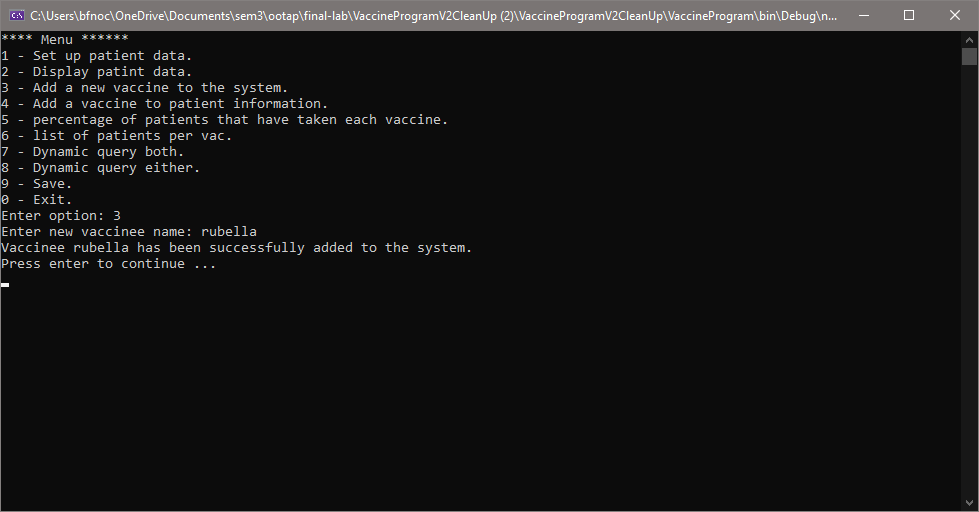 C:\Users\bfnoc\OneDrive\Documents\sem3\ootap\final-lab\VaccineProgramV2CleanUp (2)\VaccineProgramV2CleanUp\VaccineProgram\bin\Debug\n...
**** Menu ******
1 - Set up patient data.
2 - Display patint data.
3 - Add a new vaccine to the system.
4 - Add a vaccine to patient information.
5 - percentage of patients that have taken each vaccine.
6 - list of patients per vac.
7 - Dynamic query both.
8 - Dynamic query either.
9 - Save.
0 - Exit.
Enter option: 3
Enter new vaccinee name: rubella
Vaccinee rubella has been successfully added to the system.
Press enter to continue ...